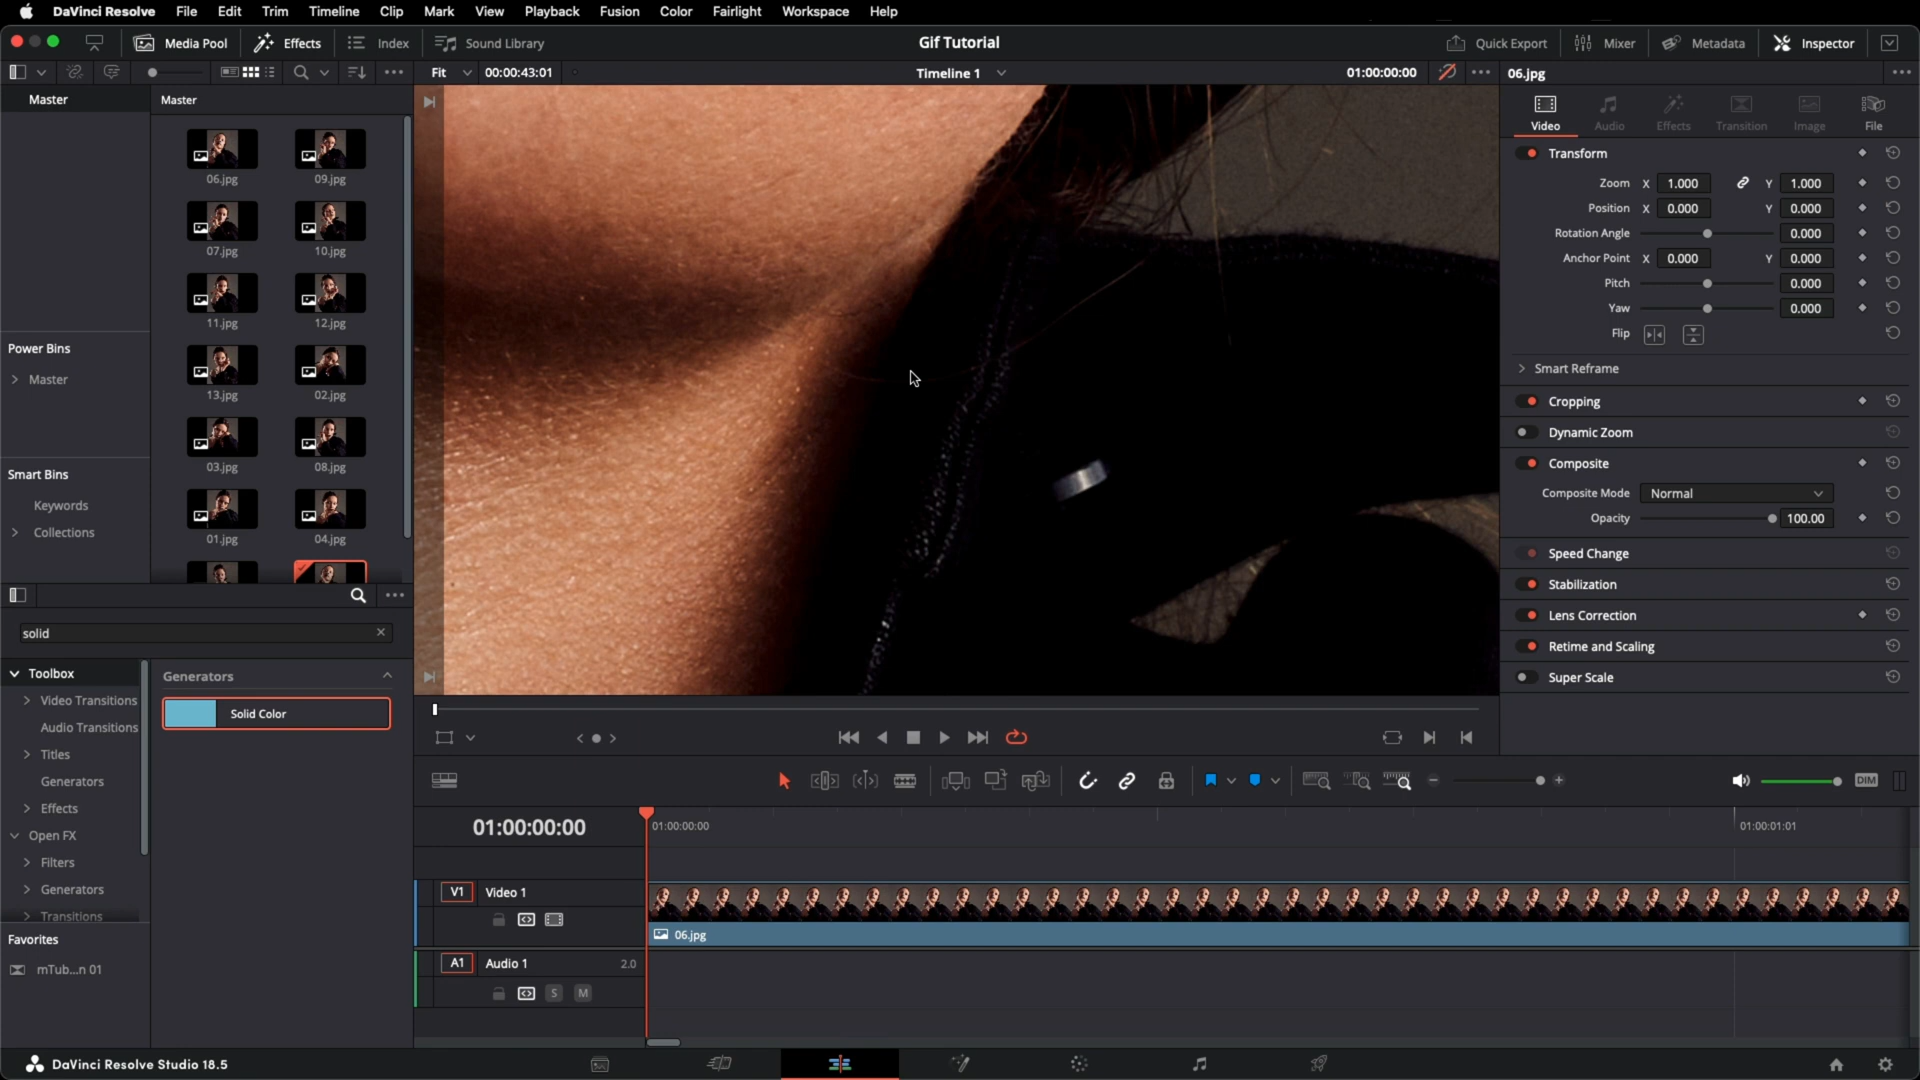 DaVinci Resolve File Edit Trim Timeline Clip Mark View Playback Fusion Color Fairlight Workspace Help
Media Pool Effects Index Sound Library Gif Tutorial Quick Export Mixer Metadata Inspector
Fit 00:00:43:01 Timeline 1 01:00:00:00 06.jpg
Master Master
06.jpg 09.jpg
07.jpg 10.jpg
11.jpg 12.jpg
13.jpg 02.jpg
03.jpg 08.jpg
01.jpg 04.jpg
Power Bins
Master
Smart Bins
Keywords
Collections
Video Audio Effects Transition Image File
Transform
Zoom X 1.000 Y 1.000
Position X 0.000 Y 0.000
Rotation Angle 0.000
Anchor Point X 0.000 Y 0.000
Pitch 0.000
Yaw 0.000
Flip
Smart Reframe
Cropping
Dynamic Zoom
Composite
Composite Mode Normal
Opacity 100.00
Speed Change
Stabilization
Lens Correction
Retime and Scaling
Super Scale
solid
Toolbox
Video Transitions
Audio Transitions
Titles
Generators
Effects
Open FX
Filters
Generators
Transitions
Favorites
mTub...n 01
Generators
Solid Color
DIM
01:00:00:00 01:00:00:00 01:00:01:01
V1 Video 1
06.jpg
A1 Audio 1 2.0
S M
DaVinci Resolve Studio 18.5